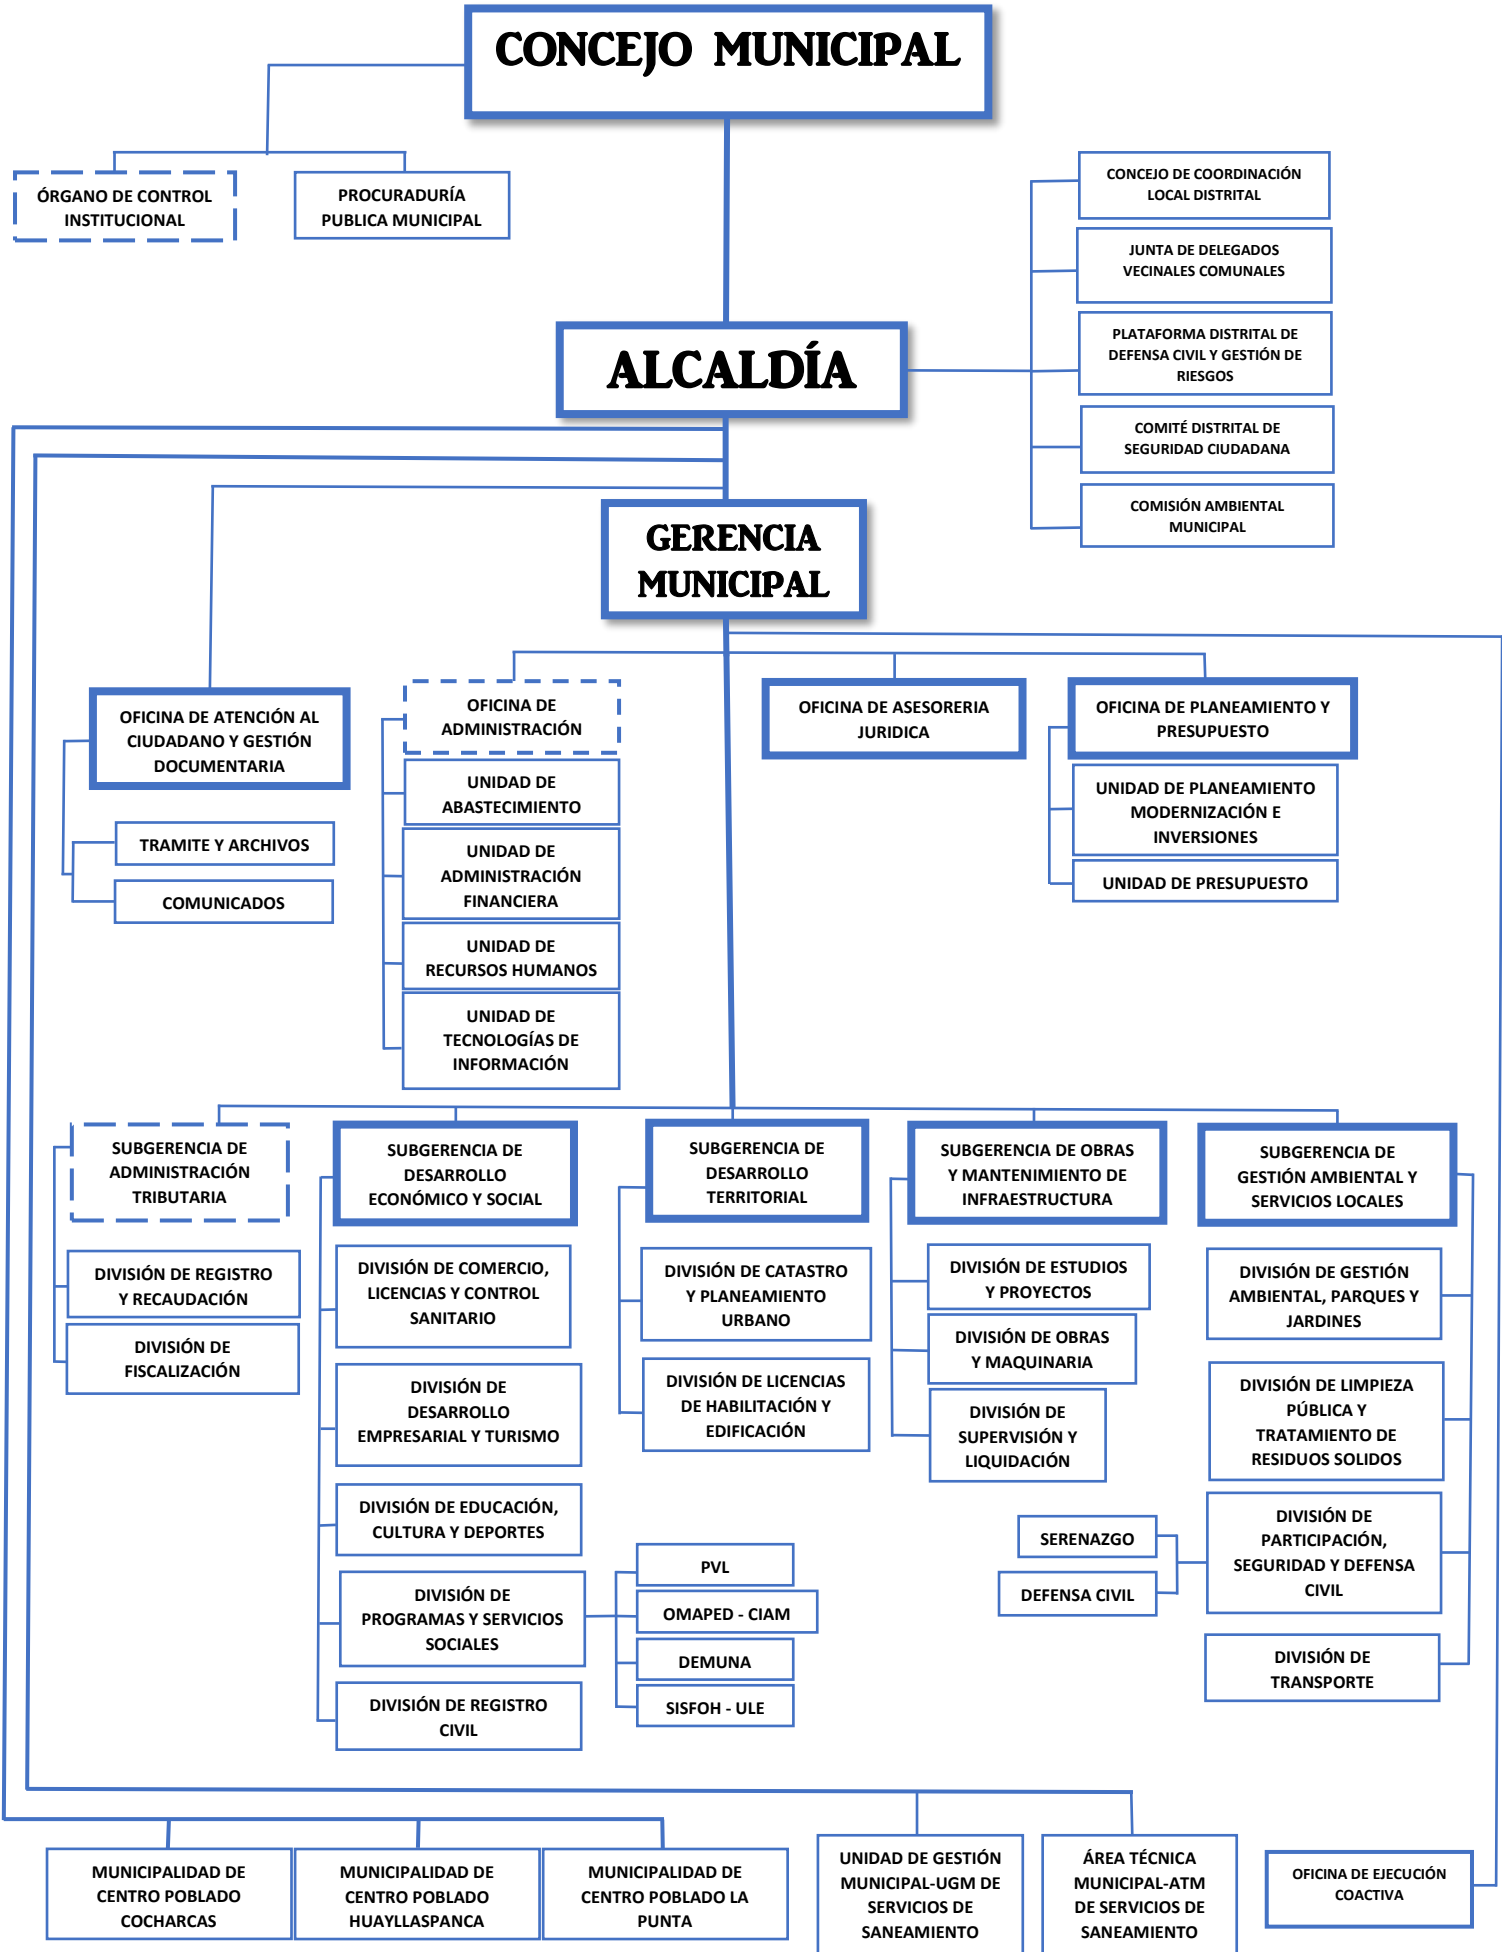 CONCEJO MUNICIPAL
ÓRGANO DE CONTROL
INSTITUCIONAL
PROCURADURÍA
PUBLICA MUNICIPAL
CONCEJO DE COORDINACIÓN
LOCAL DISTRITAL
JUNTA DE DELEGADOS
VECINALES COMUNALES
PLATAFORMA DISTRITAL DE
DEFENSA CIVIL Y GESTIÓN DE
RIESGOS
COMITÉ DISTRITAL DE
SEGURIDAD CIUDADANA
COMISIÓN AMBIENTAL
MUNICIPAL
ALCALDÍA
GERENCIA
MUNICIPAL
OFICINA DE ATENCIÓN AL
CIUDADANO Y GESTIÓN
DOCUMENTARIA
TRAMITE Y ARCHIVOS
COMUNICADOS
OFICINA DE
ADMINISTRACIÓN
UNIDAD DE
ABASTECIMIENTO
UNIDAD DE
ADMINISTRACIÓN
FINANCIERA
UNIDAD DE
RECURSOS HUMANOS
UNIDAD DE
TECNOLOGÍAS DE
INFORMACIÓN
OFICINA DE ASESORERIA
JURIDICA
OFICINA DE PLANEAMIENTO Y
PRESUPUESTO
UNIDAD DE PLANEAMIENTO
MODERNIZACIÓN E
INVERSIONES
UNIDAD DE PRESUPUESTO
SUBGERENCIA DE
ADMINISTRACIÓN
TRIBUTARIA
DIVISIÓN DE REGISTRO
Y RECAUDACIÓN
DIVISIÓN DE
FISCALIZACIÓN
SUBGERENCIA DE
DESARROLLO
ECONÓMICO Y SOCIAL
DIVISIÓN DE COMERCIO,
LICENCIAS Y CONTROL
SANITARIO
DIVISIÓN DE
DESARROLLO
EMPRESARIAL Y TURISMO
DIVISIÓN DE EDUCACIÓN,
CULTURA Y DEPORTES
DIVISIÓN DE
PROGRAMAS Y SERVICIOS
SOCIALES
DIVISIÓN DE REGISTRO
CIVIL
PVL
OMAPED - CIAM
DEMUNA
SISFOH - ULE
SUBGERENCIA DE
DESARROLLO
TERRITORIAL
DIVISIÓN DE CATASTRO
Y PLANEAMIENTO
URBANO
DIVISIÓN DE LICENCIAS
DE HABILITACIÓN Y
EDIFICACIÓN
SUBGERENCIA DE OBRAS
Y MANTENIMIENTO DE
INFRAESTRUCTURA
DIVISIÓN DE ESTUDIOS
Y PROYECTOS
DIVISIÓN DE OBRAS
Y MAQUINARIA
DIVISIÓN DE
SUPERVISIÓN Y
LIQUIDACIÓN
SUBGERENCIA DE
GESTIÓN AMBIENTAL Y
SERVICIOS LOCALES
DIVISIÓN DE GESTIÓN
AMBIENTAL, PARQUES Y
JARDINES
DIVISIÓN DE LIMPIEZA
PÚBLICA Y
TRATAMIENTO DE
RESIDUOS SOLIDOS
DIVISIÓN DE
PARTICIPACIÓN,
SEGURIDAD Y DEFENSA
CIVIL
SERENAZGO
DEFENSA CIVIL
DIVISIÓN DE
TRANSPORTE
MUNICIPALIDAD DE
CENTRO POBLADO
COCHARCAS
MUNICIPALIDAD DE
CENTRO POBLADO
HUAYLLASPANCA
MUNICIPALIDAD DE
CENTRO POBLADO LA
PUNTA
UNIDAD DE GESTIÓN
MUNICIPAL-UGM DE
SERVICIOS DE
SANEAMIENTO
ÁREA TÉCNICA
MUNICIPAL-ATM
DE SERVICIOS DE
SANEAMIENTO
OFICINA DE EJECUCIÓN
COACTIVA